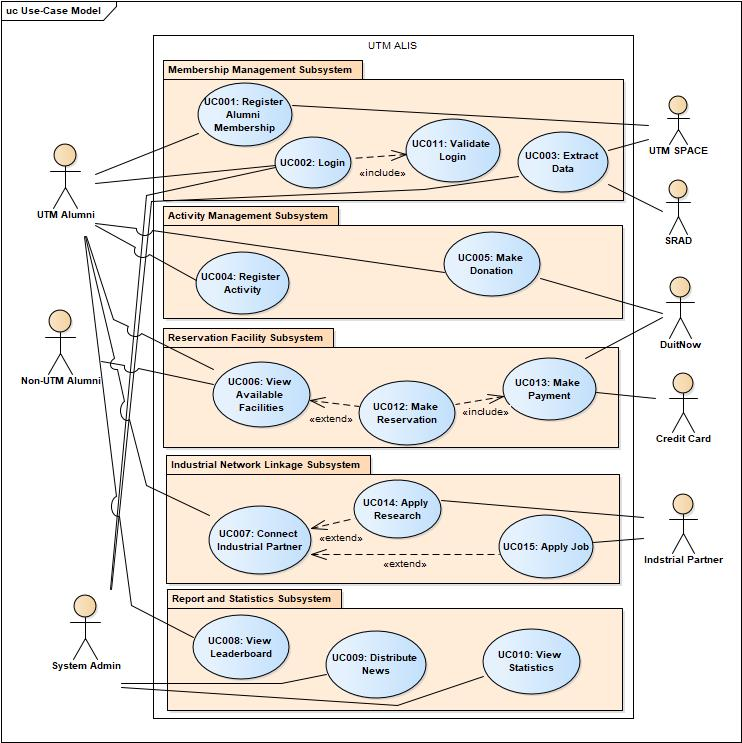 uc Use-Case Model
UTM ALIS
Membership Management Subsystem
UC001: Register
Alumni
Membership
UC002: Login
«include»
UC011: Validate
Login
UC003: Extract
Data
UTM Alumni
UTM SPACE
SRAD
Activity Management Subsystem
UC004: Register
Activity
UC005: Make
Donation
Non-UTM Alumni
DuitNow
Reservation Facility Subsystem
UC006: View
Available
Facilities
«extend»
UC012: Make
Reservation
«include»
UC013: Make
Payment
Credit Card
Industrial Network Linkage Subsystem
UC007: Connect
Industrial Partner
UC014: Apply
Research
«extend»
UC015: Apply Job
«extend»
Indstrial Partner
Report and Statistics Subsystem
UC008: View
Leaderboard
UC009: Distribute
News
UC010: View
Statistics
System Admin